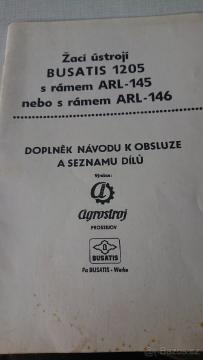 Žací ústrojí
BUSATIS 1205
s rámem ARL-145
nebo s rámem ARL-146
DOPLNĚK NÁVODU K OBSLUZE
A SEZNAMU DÍLŮ
Výrobce:
agrostroj
PROSTĚJOV
BUSATIS
Fa BUSATIS - Werke